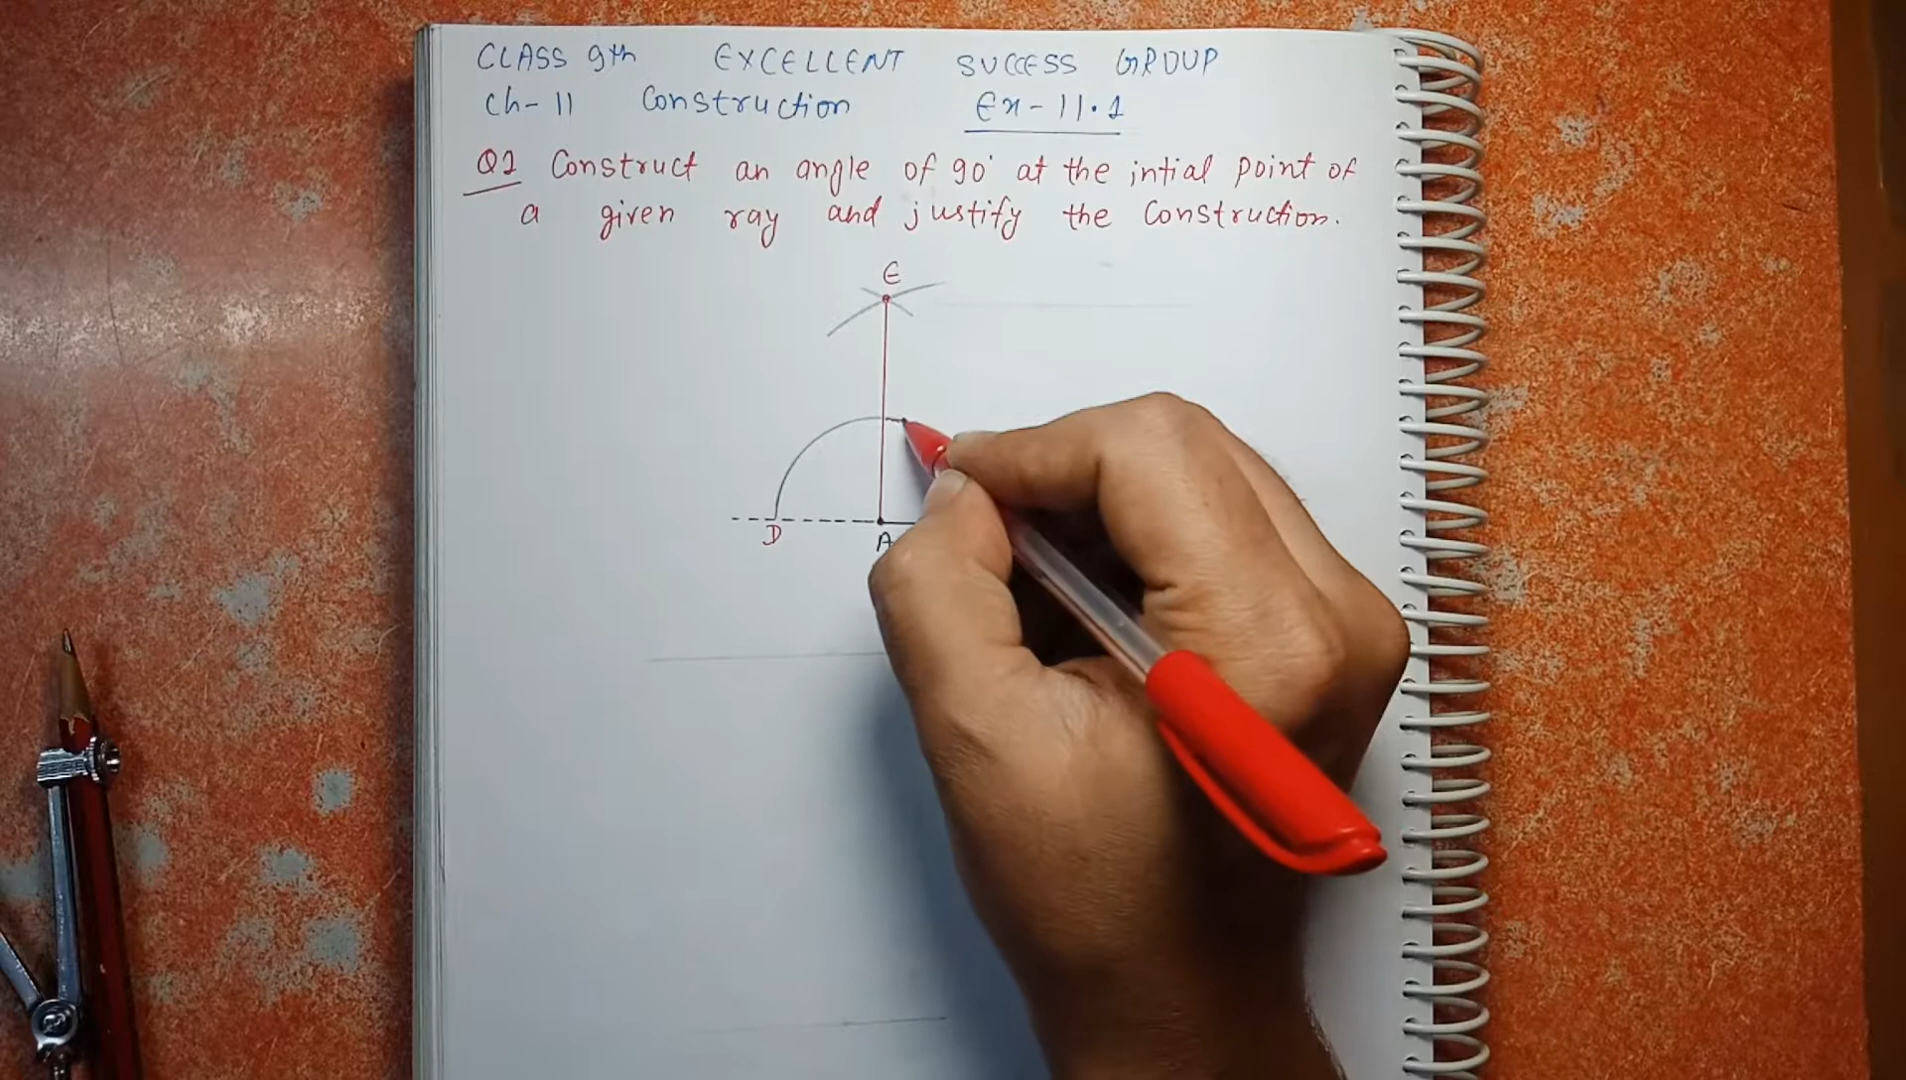 CLASS 9th EXCELLENT SUCCESS GROUP
Ch-11 Construction Ex-11.1
Q1 Construct an angle of 90° at the intial point of
a given ray and justify the Construction.
E
D
A